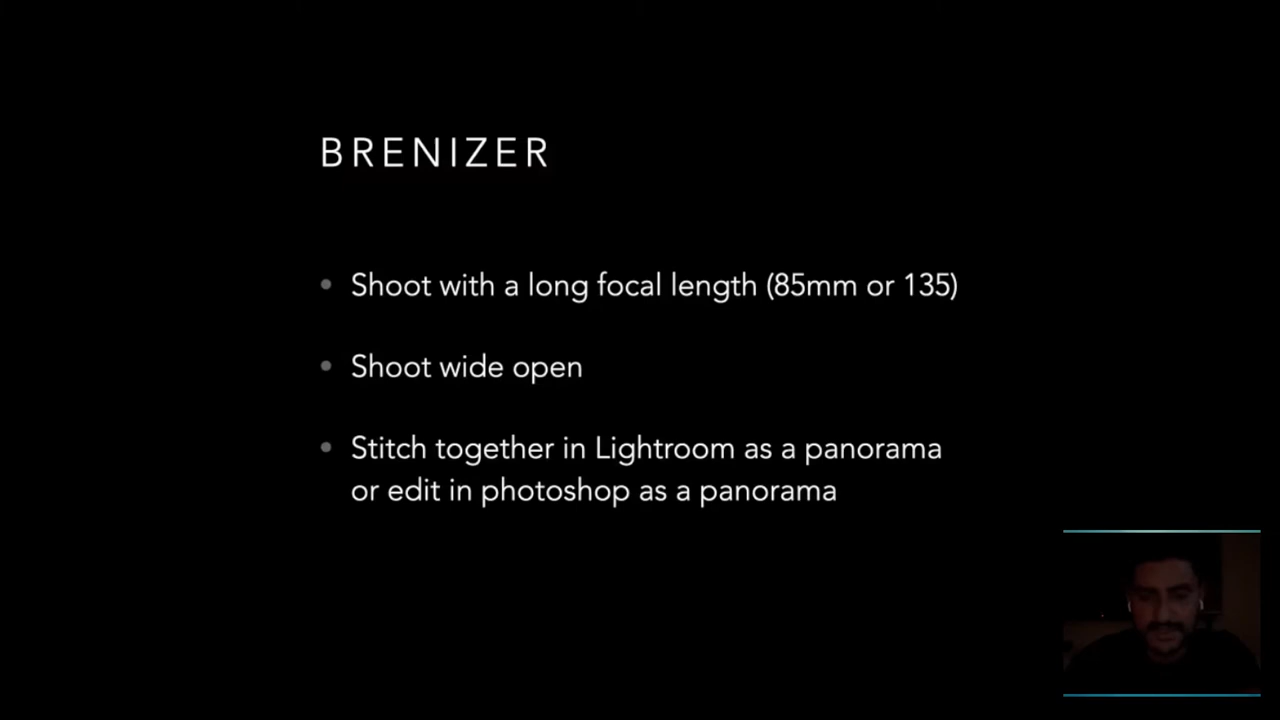 BRENIZER
• Shoot with a long focal length (85mm or 135)
• Shoot wide open
• Stitch together in Lightroom as a panorama
or edit in photoshop as a panorama